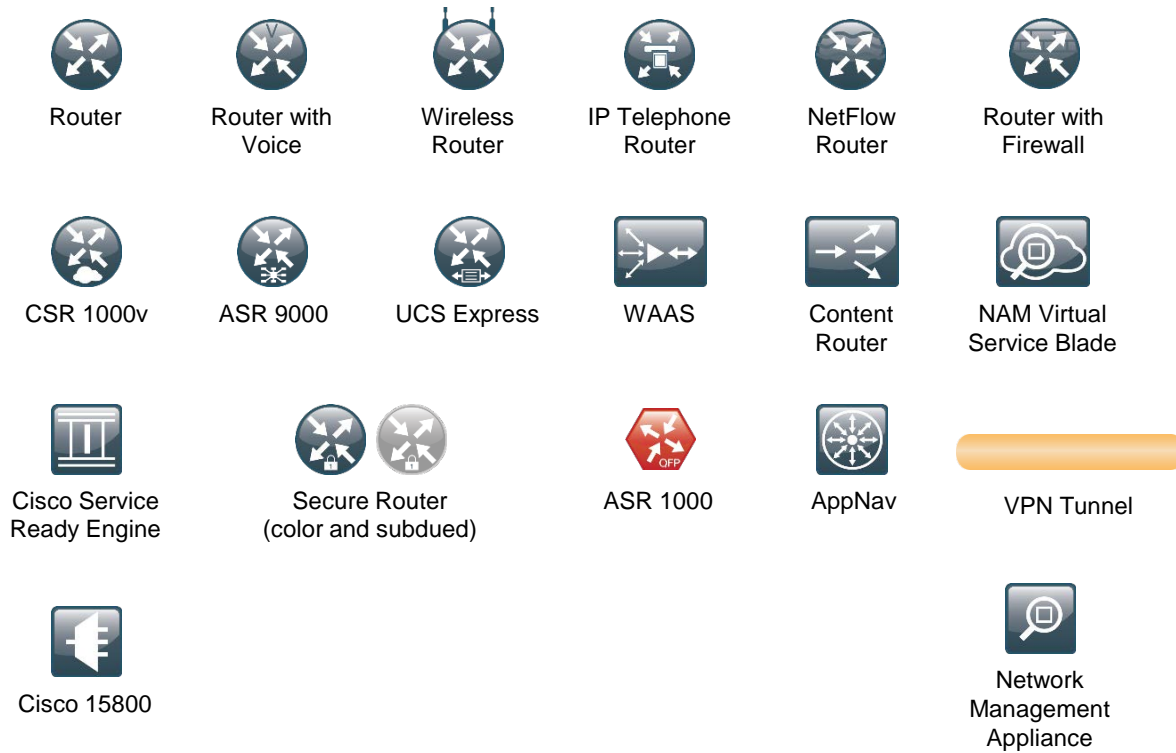 V
Router
Router with
Voice
Wireless
Router
IP Telephone
Router
NetFlow
Router
Router with
Firewall
CSR 1000v
ASR 9000
UCS Express
WAAS
Content
Router
NAM Virtual
Service Blade
Cisco Service
Ready Engine
Secure Router
(color and subdued)
QFP
ASR 1000
AppNav
VPN Tunnel
Cisco 15800
Network
Management
Appliance